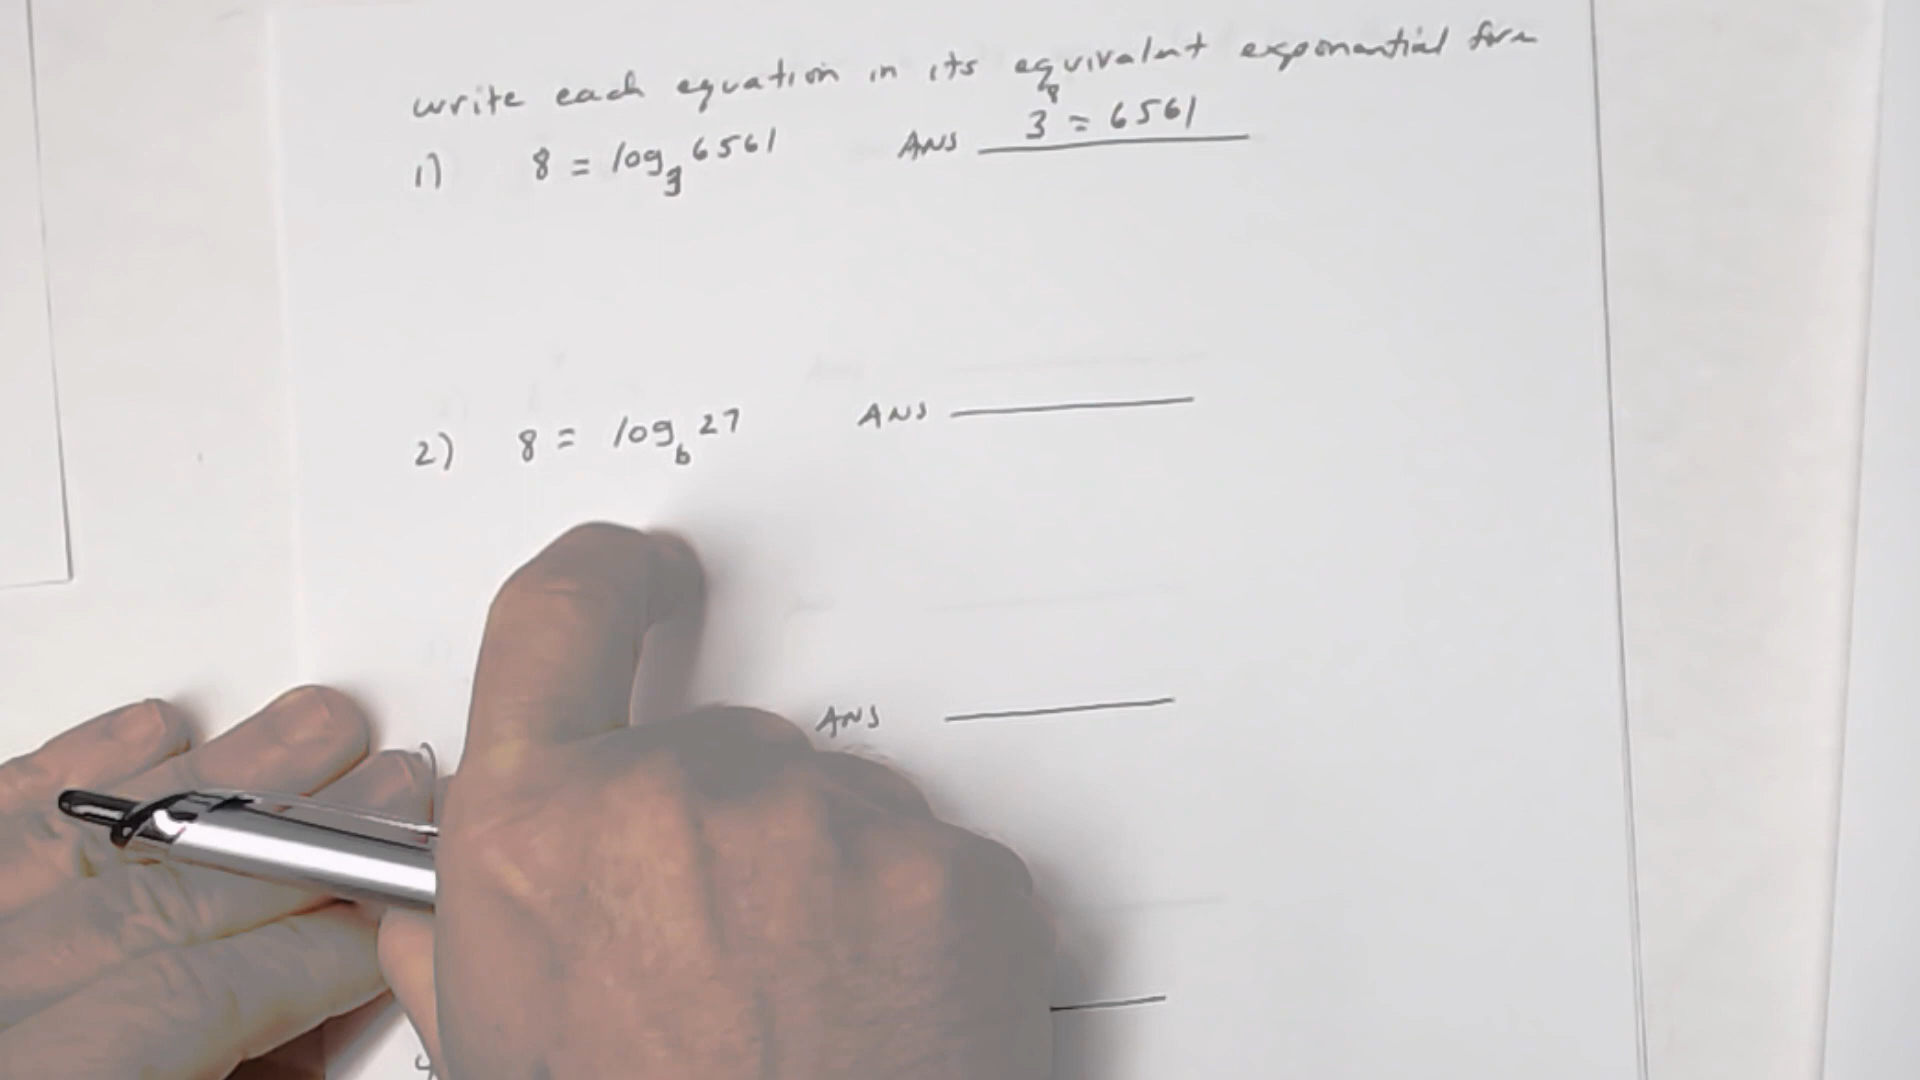 write each equation in its equivalent exponential form
1) 8 = log₃ 6561 ANS 3⁸ = 6561
2) 8 = log_b 27 ANS
ANS